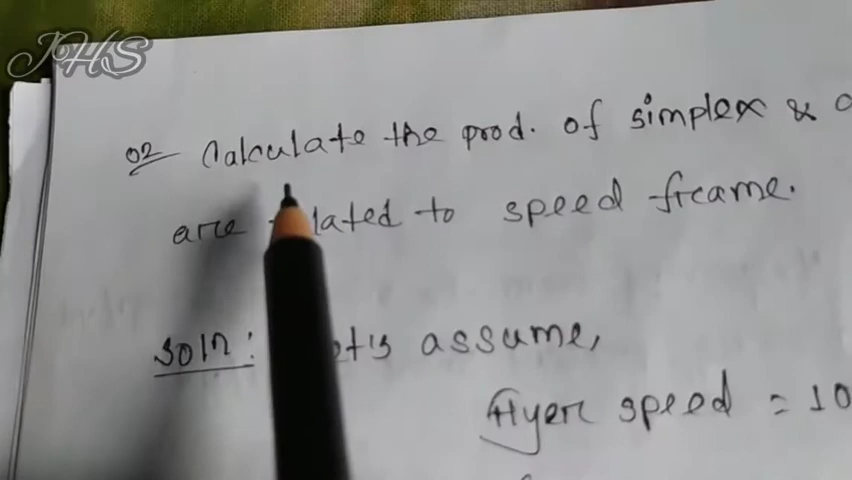 JHS
02 Calculate the prod. of simplex &
are lated to speed frame.
Soln: assume,
Flyer speed = 10